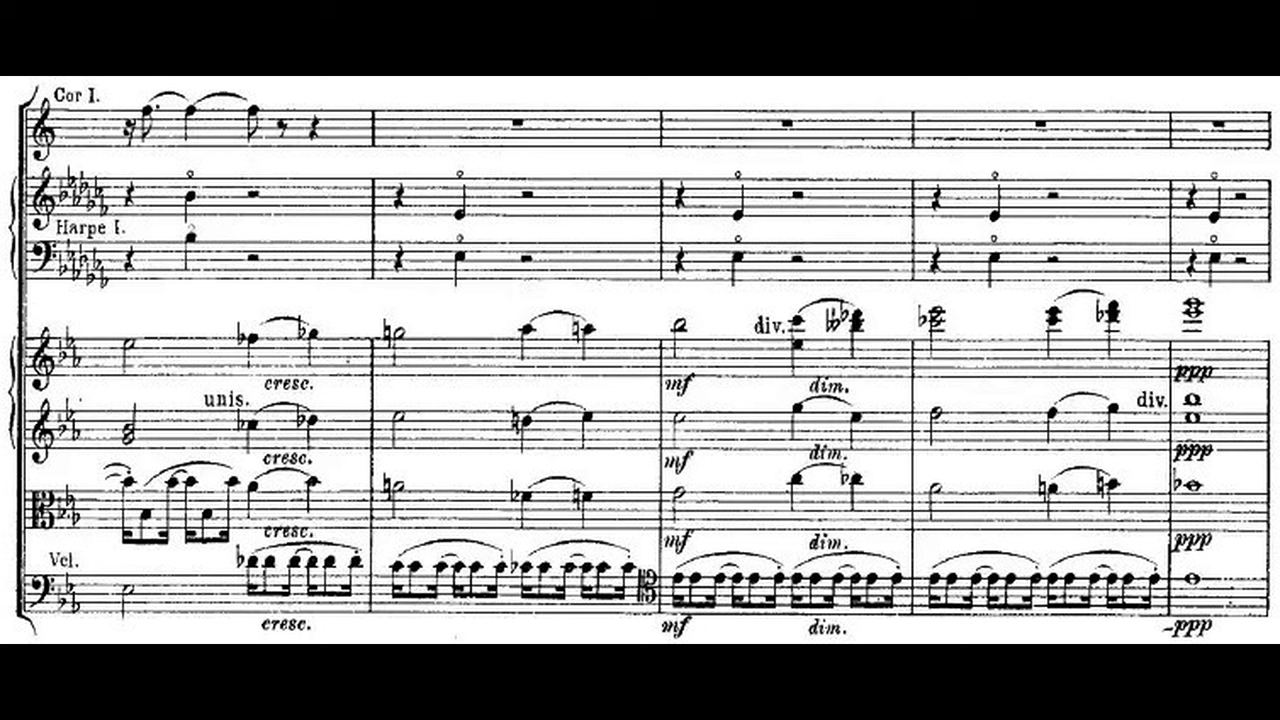 Cor I.
Harpe I.
cresc.
unis.
cresc.
cresc.
Vcl.
cresc.
div.
mf dim.
mf dim.
mf dim.
mf dim.
ppp
div.
ppp
ppp
ppp